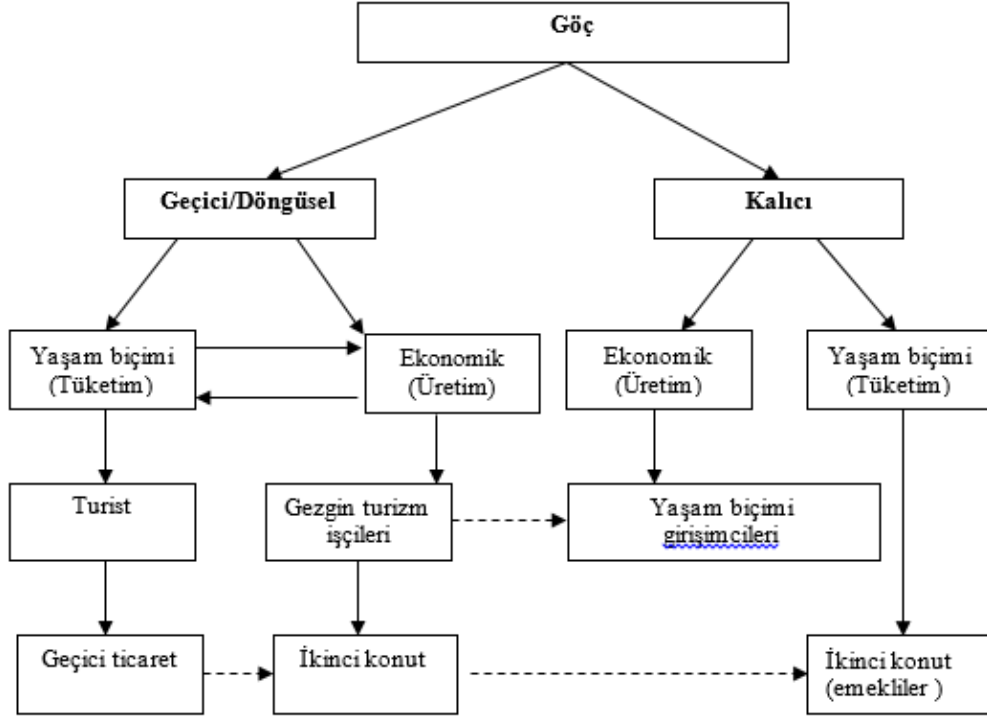 Göç
Geçici/Döngüsel
Kalıcı
Yaşam biçimi
(Tüketim)
Ekonomik
(Üretim)
Ekonomik
(Üretim)
Yaşam biçimi
(Tüketim)
Turist
Gezgin turizm
işçileri
Yaşam biçimi
girişimcileri
Geçici ticaret
İkinci konut
İkinci konut
(emekliler )